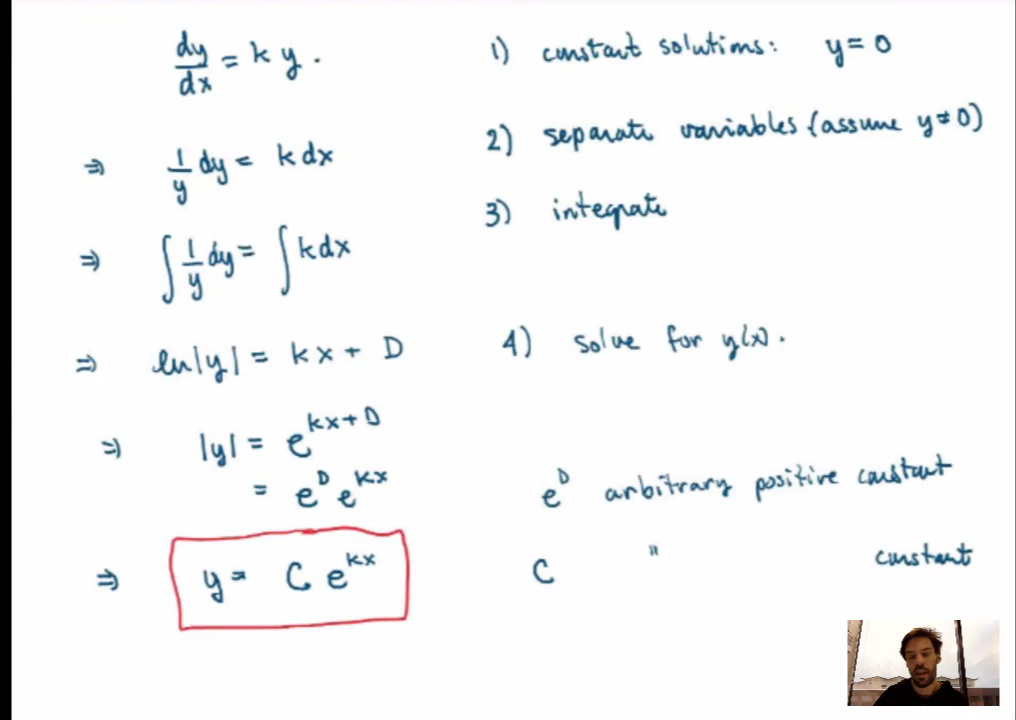 dy/dx = k y .
1) constant solutions: y = 0
⇒ 1/y dy = k dx
2) separate variables (assume y ≠ 0)
3) integrate
⇒ ∫ 1/y dy = ∫ k dx
⇒ ln|y| = kx + D
4) solve for y(x).
⇒ |y| = e^{kx+D}
= e^D e^{kx}
e^D arbitrary positive constant
⇒ y = C e^{kx}
C " constant